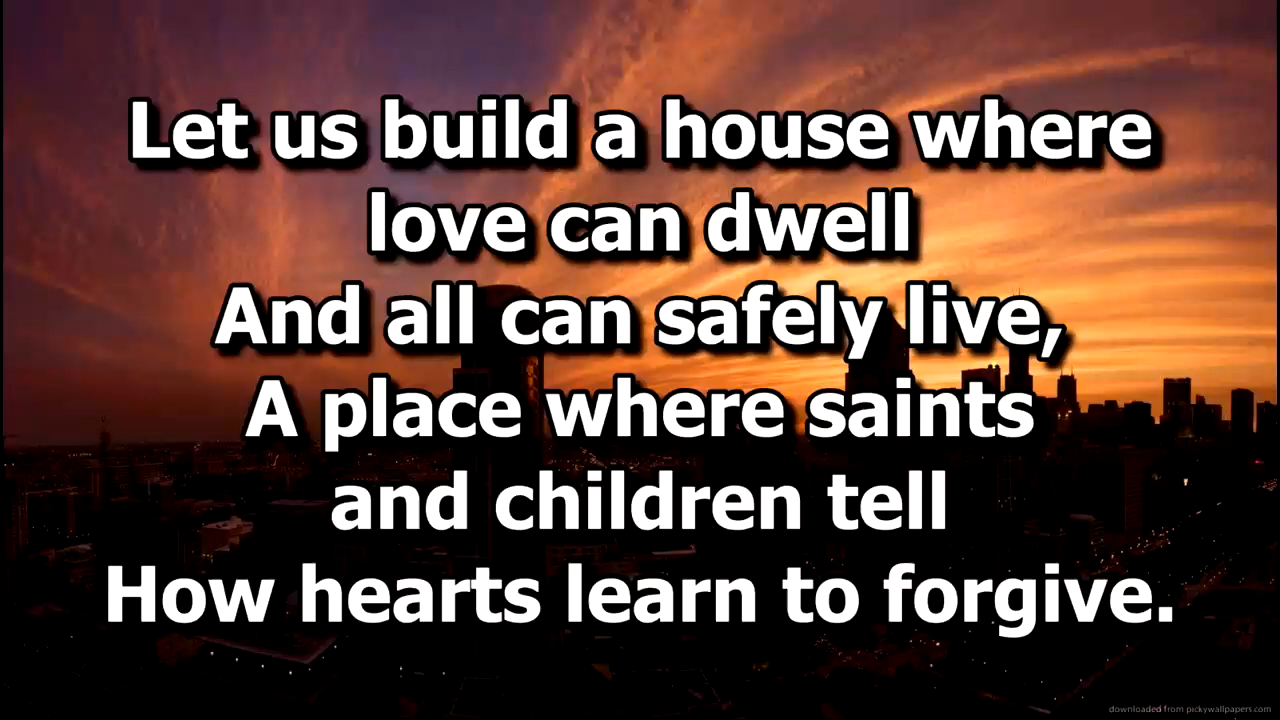 Let us build a house where
love can dwell
And all can safely live,
A place where saints
and children tell
How hearts learn to forgive.
downloaded from pickywallpapers.com